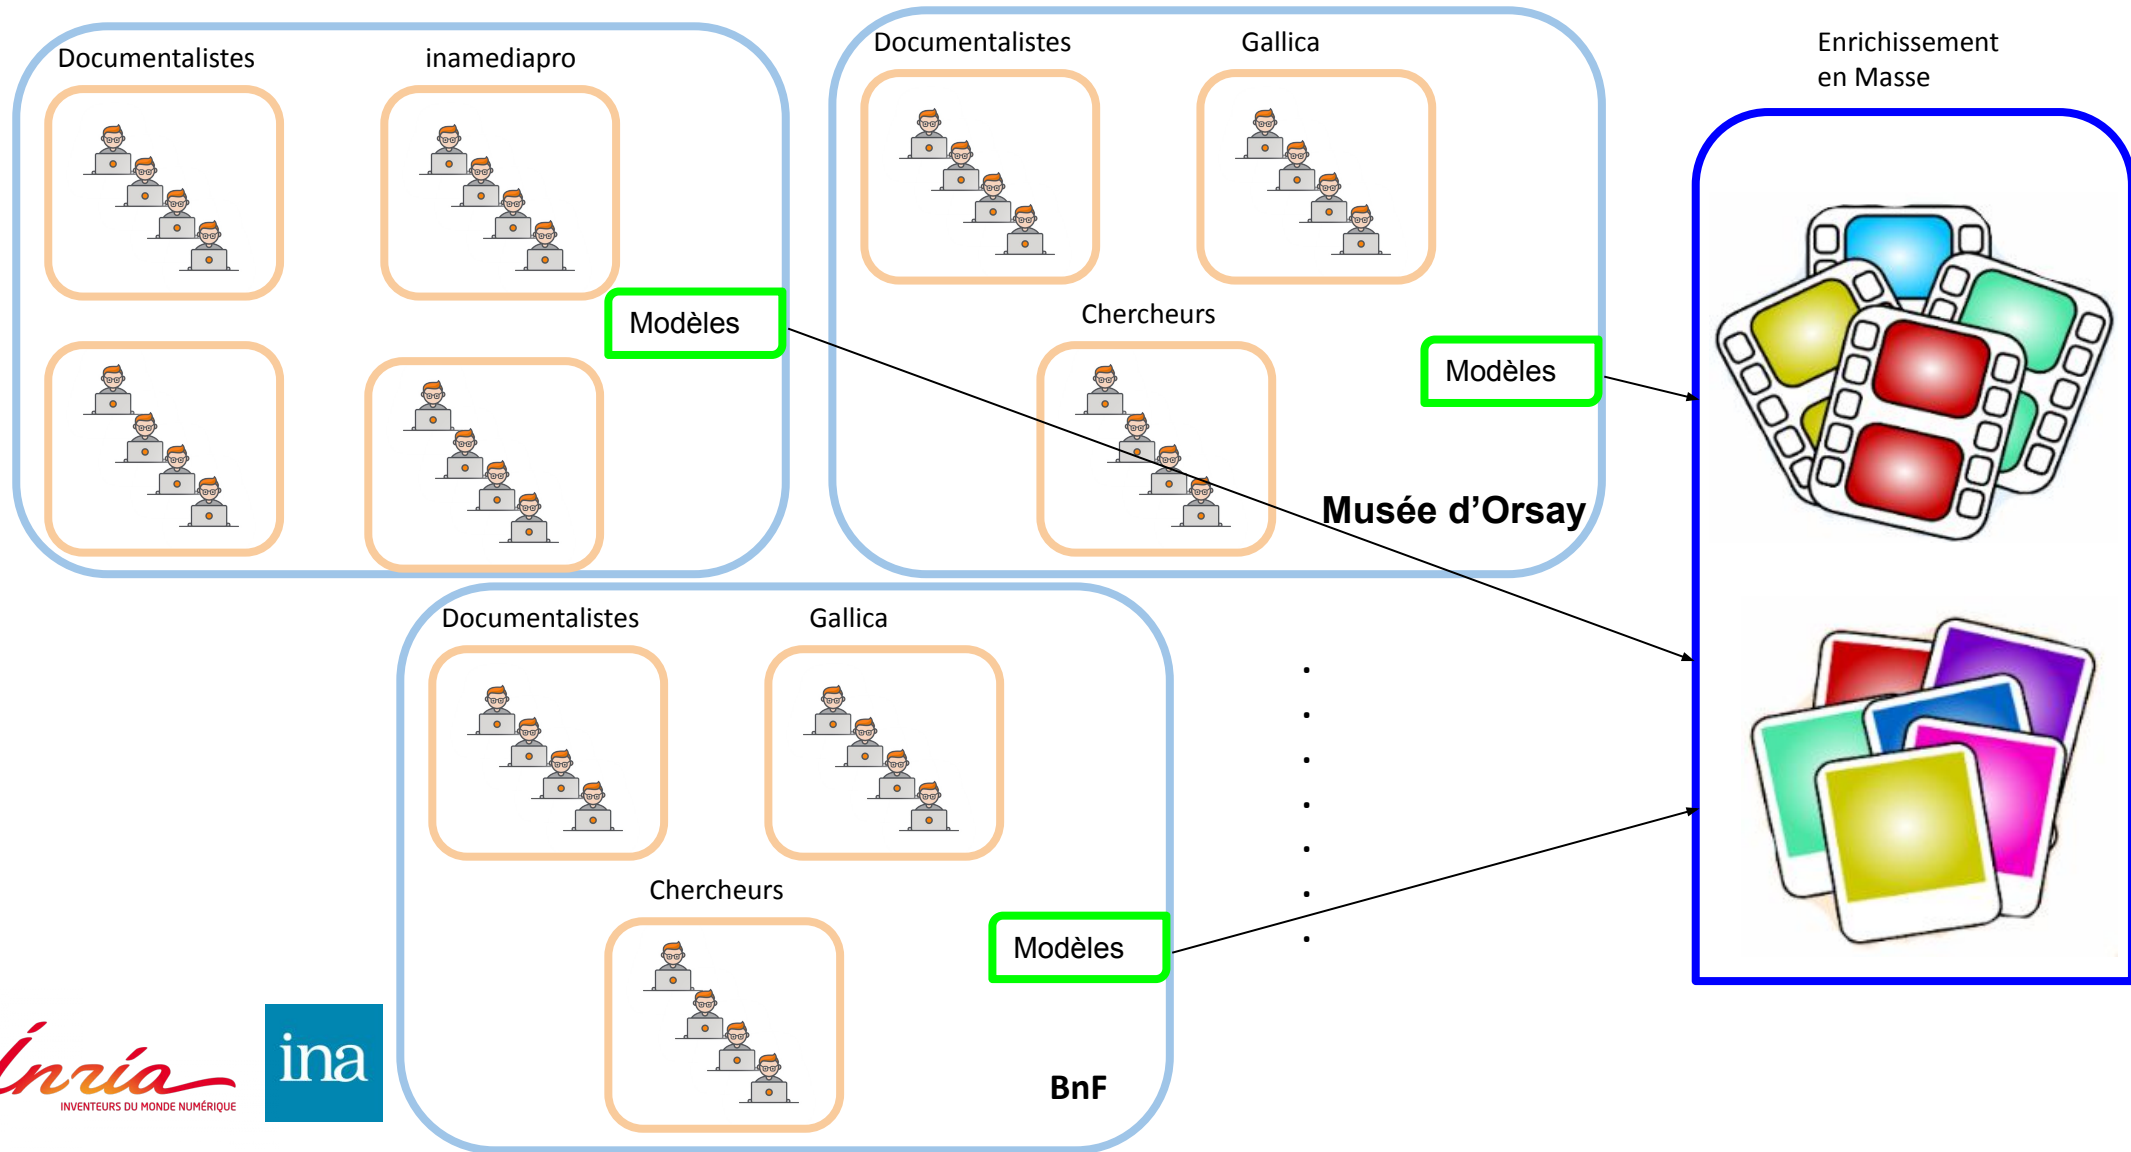 Documentalistes
inamediapro
Modèles
Documentalistes
Gallica
Chercheurs
Modèles
Musée d’Orsay
Enrichissement
en Masse
Documentalistes
Gallica
Chercheurs
Modèles
BnF
Inría
INVENTEURS DU MONDE NUMÉRIQUE
ina